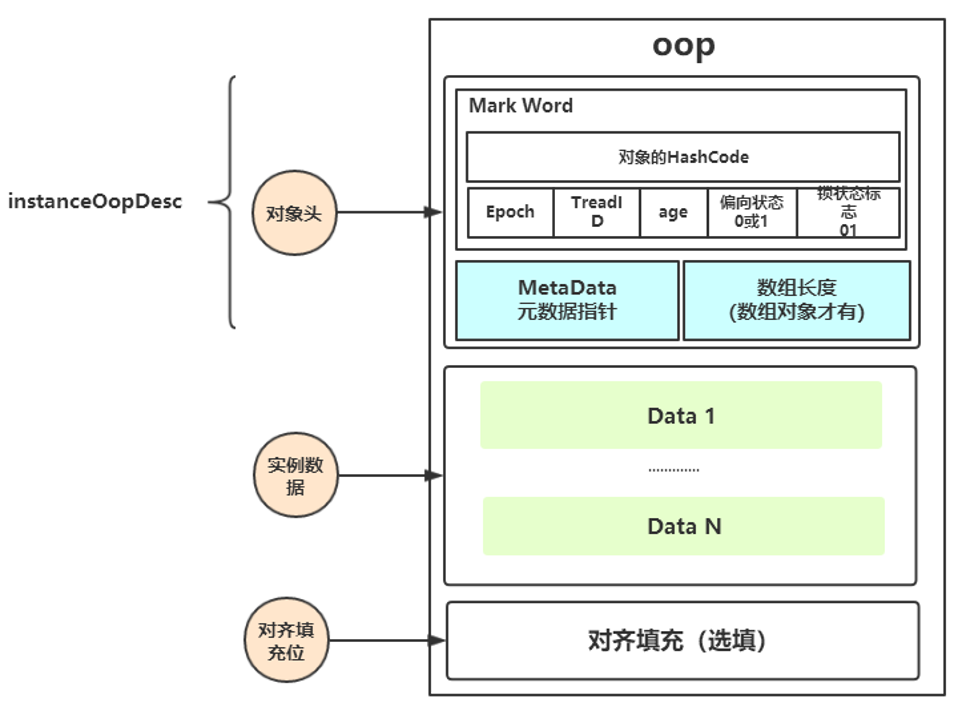 oop
Mark Word
对象的HashCode
Epoch
TreadI
D
age
偏向状态
0或1
锁状态标
志
01
instanceOopDesc
对象头
MetaData
元数据指针
数组长度
(数组对象才有)
Data 1
.............
实例数
据
Data N
对齐填
充位
对齐填充（选填）